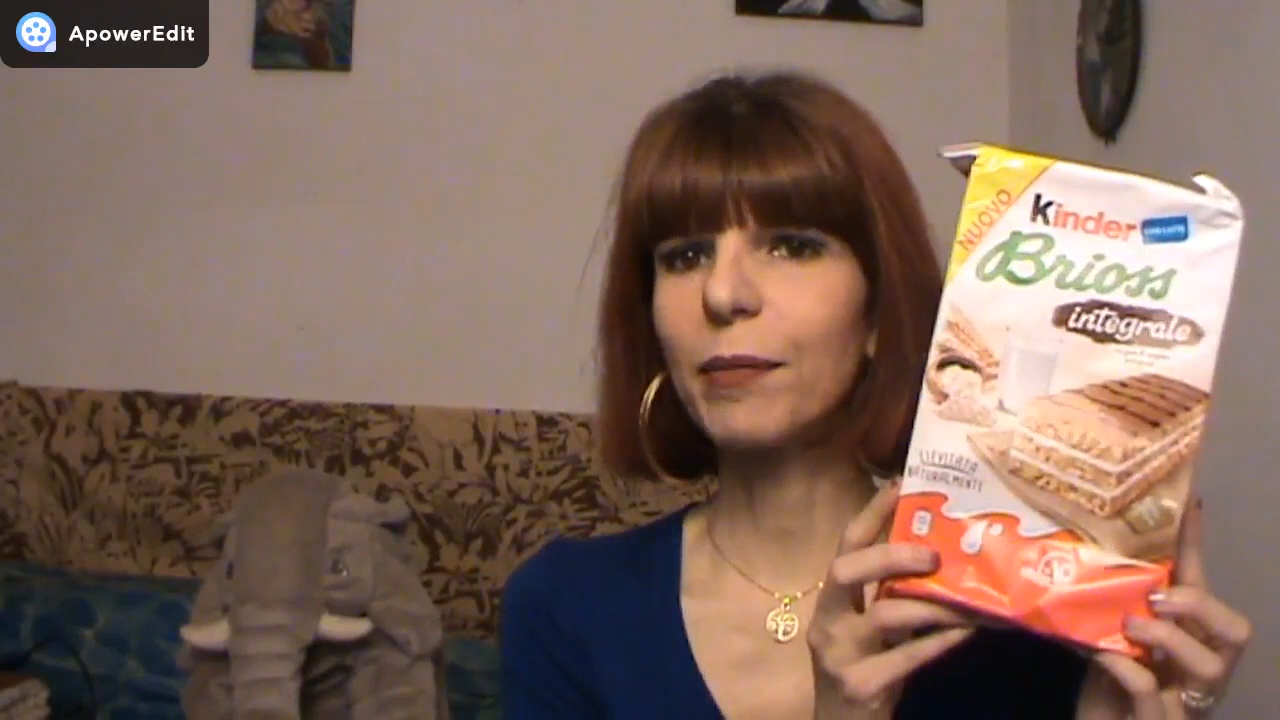 ApowerEdit
NUOVO
kinder
Brioss
integrale
LIEVITATA
NATURALMENTE